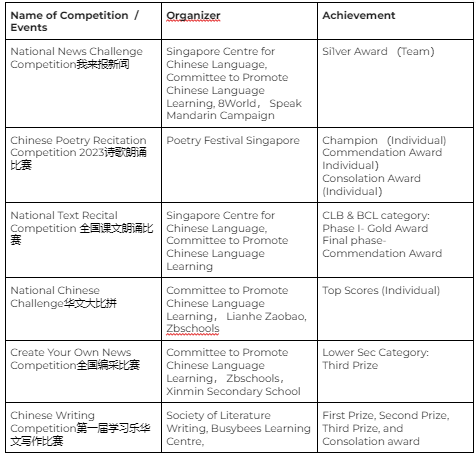 Name of Competition / Organizer Achievement
Events
National News Challenge
Competition我来报新闻
Singapore Centre for
Chinese Language,
Committee to Promote
Chinese Language
Learning, 8World， Speak
Mandarin Campaign
Silver Award （Team）
Chinese Poetry Recitation
Competition 2023诗歌朗诵
比赛
Poetry Festival Singapore
Champion （Individual)
Commendation Award
Individual)
Consolation Award
(Individual)
National Text Recital
Competition 全国课文朗诵比
赛
Singapore Centre for
Chinese Language,
Committee to Promote
Chinese Language
Learning
CLB & BCL category:
Phase I- Gold Award
Final phase-
Commendation Award
National Chinese
Challenge华文大比拼
Committee to Promote
Chinese Language
Learning， Lianhe Zaobao,
Zbschools
Top Scores (Individual)
Create Your Own News
Competition全国编采比赛
Committee to Promote
Chinese Language
Learning， Zbschools，
Xinmin Secondary School
Lower Sec Category:
Third Prize
Chinese Writing
Competition第一届学习乐华
文写作比赛
Society of Literature
Writing, Busybees Learning
Centre,
First Prize, Second Prize,
Third Prize, and
Consolation award